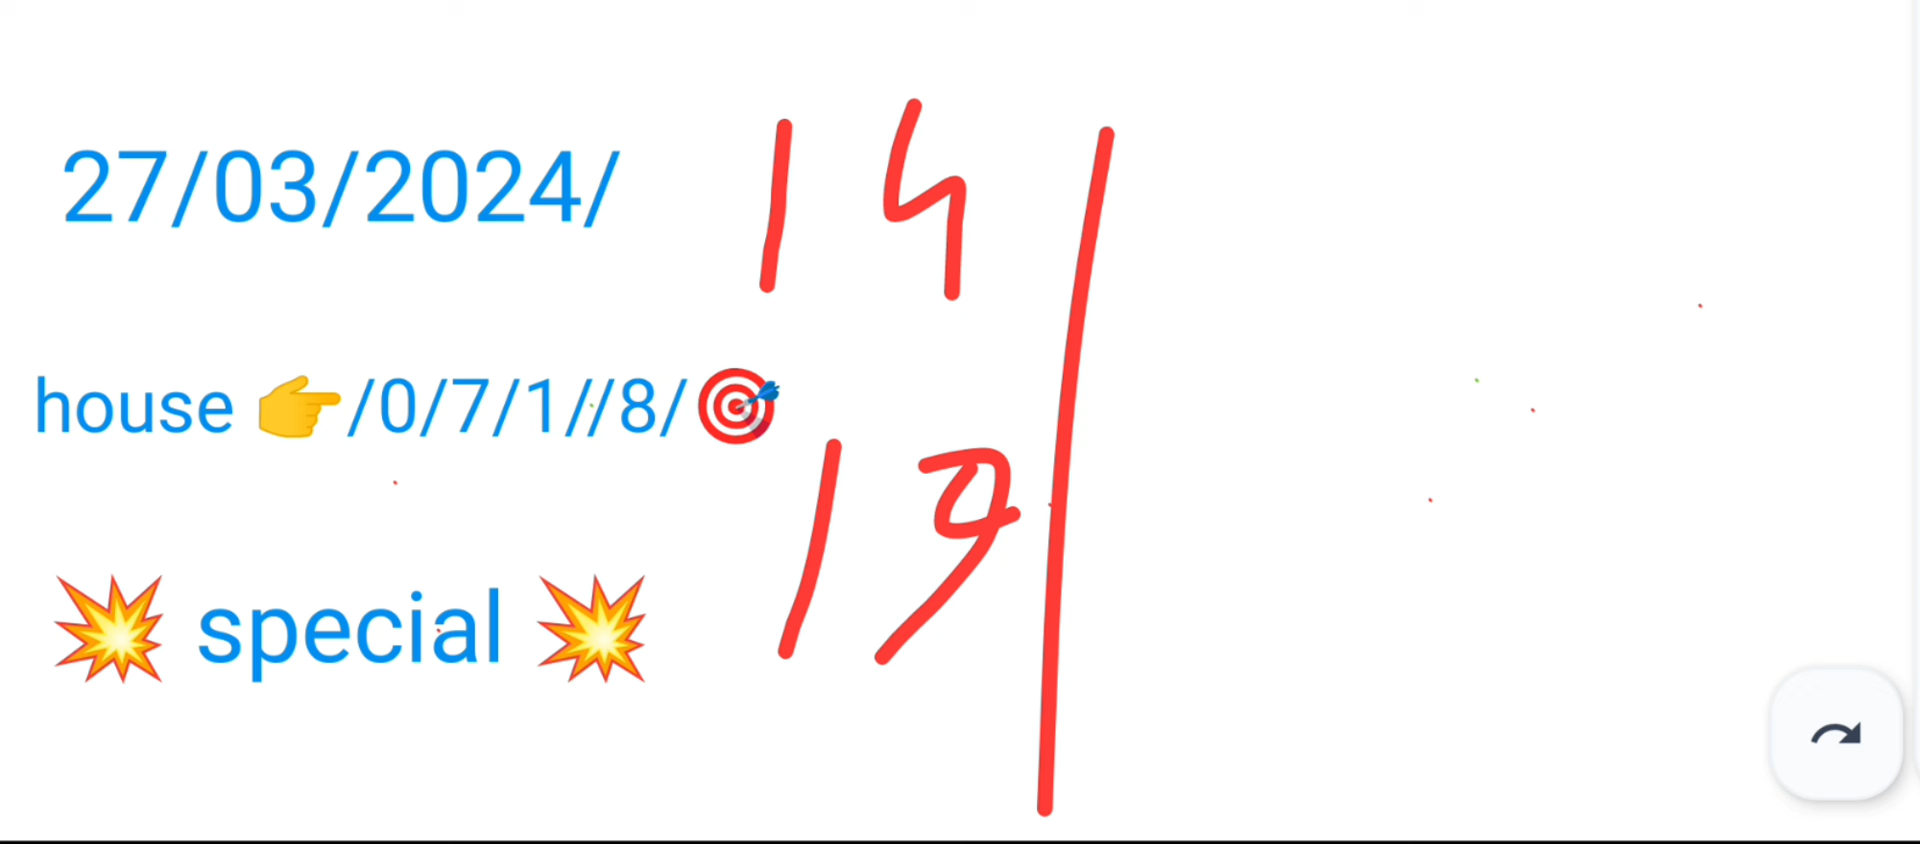 27/03/2024/ 14
house 👉/0/7/1//8/🎯
19
💥 special 💥